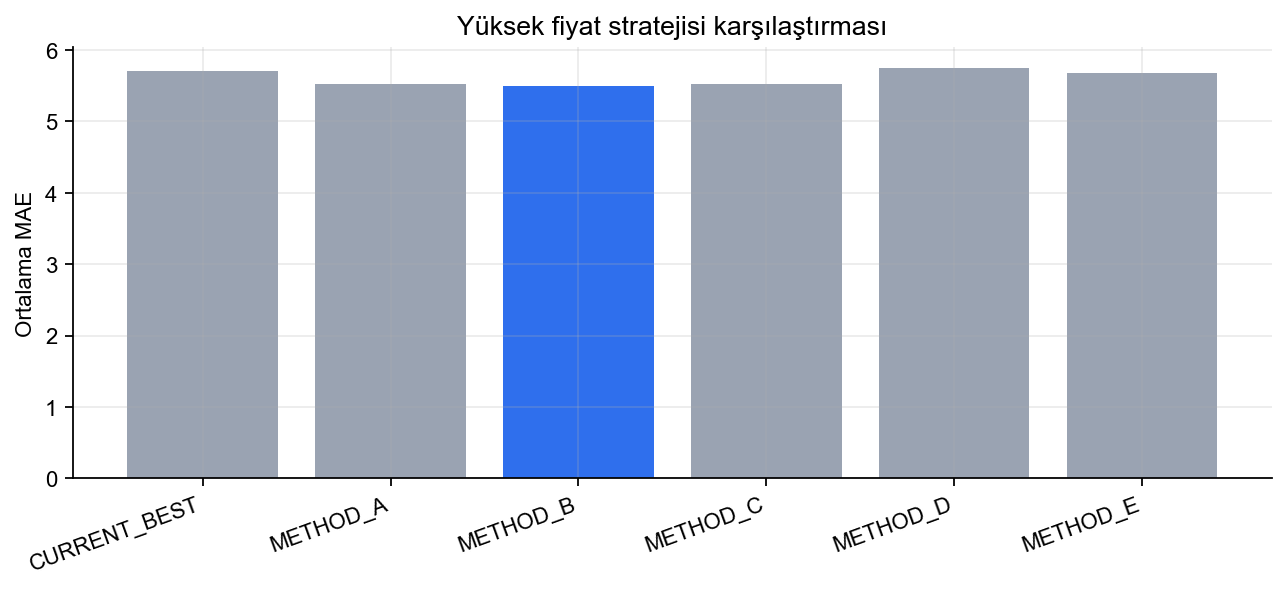 Yüksek fiyat stratejisi karşılaştırması
Ortalama MAE
6
5
4
3
2
1
0
CURRENT_BEST
METHOD_A
METHOD_B
METHOD_C
METHOD_D
METHOD_E